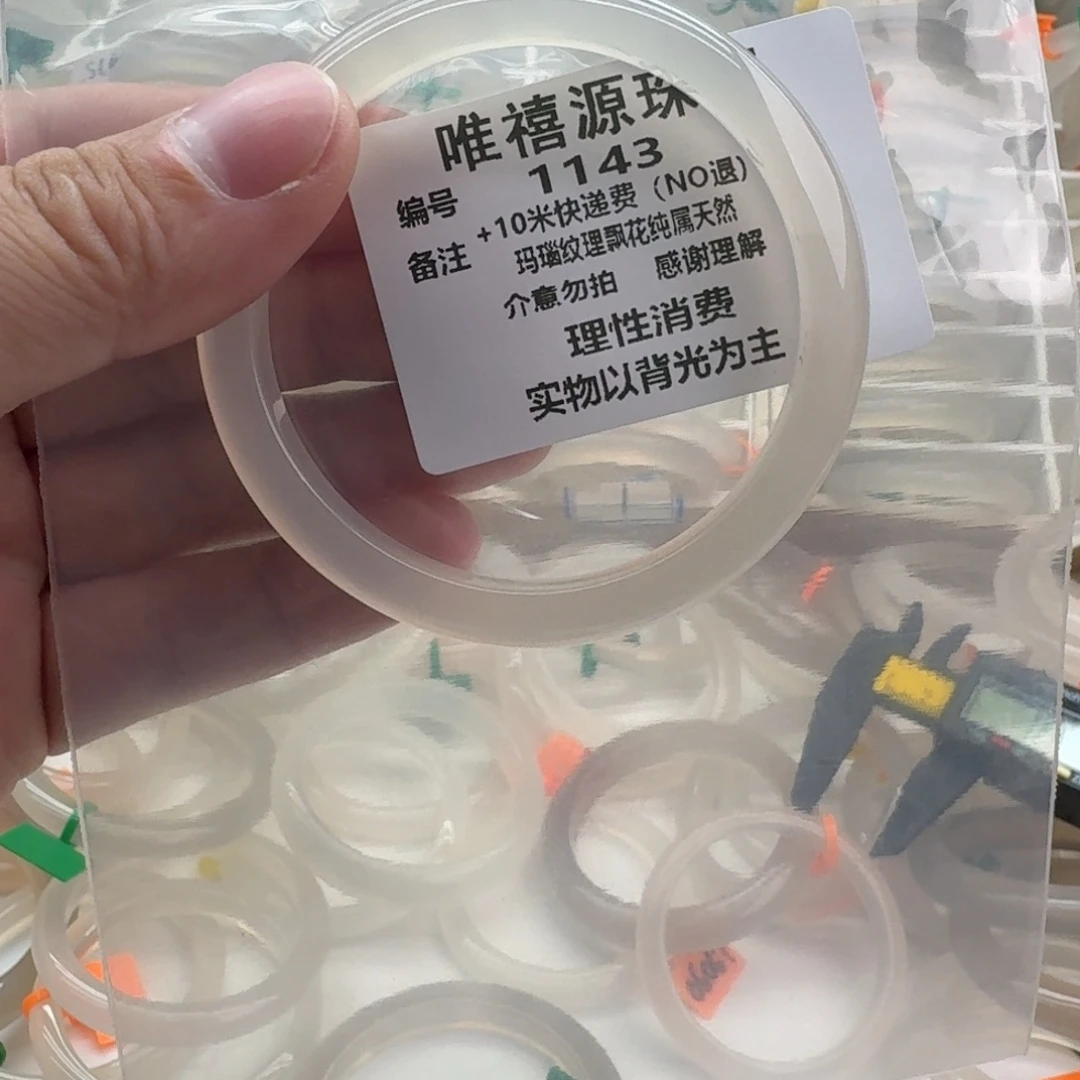 唯禧源珠
编号 1143
备注 +10米快递费（NO退）
玛瑙纹理飘花纯属天然
介意勿拍 感谢理解
理性消费
实物以背光为主